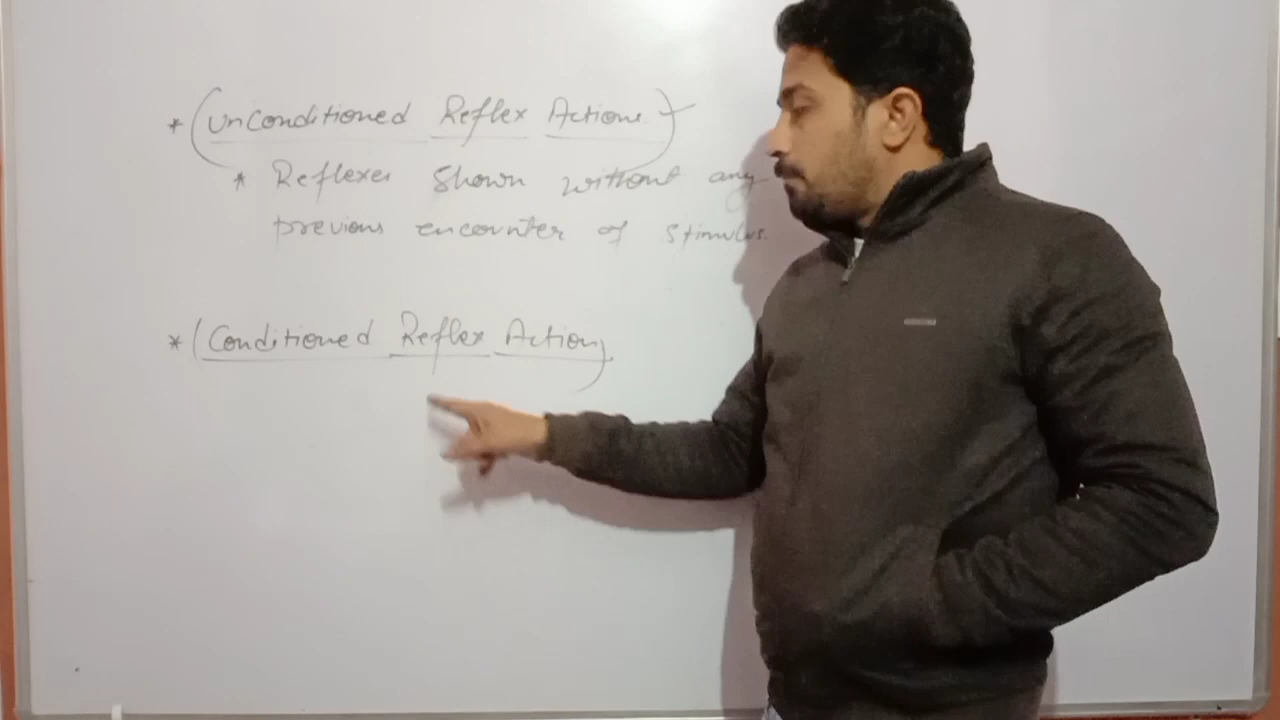 * (Unconditioned Reflex Actions)
* Reflexes shown without any
previous encounter of stimulus.
* (Conditioned Reflex Action)